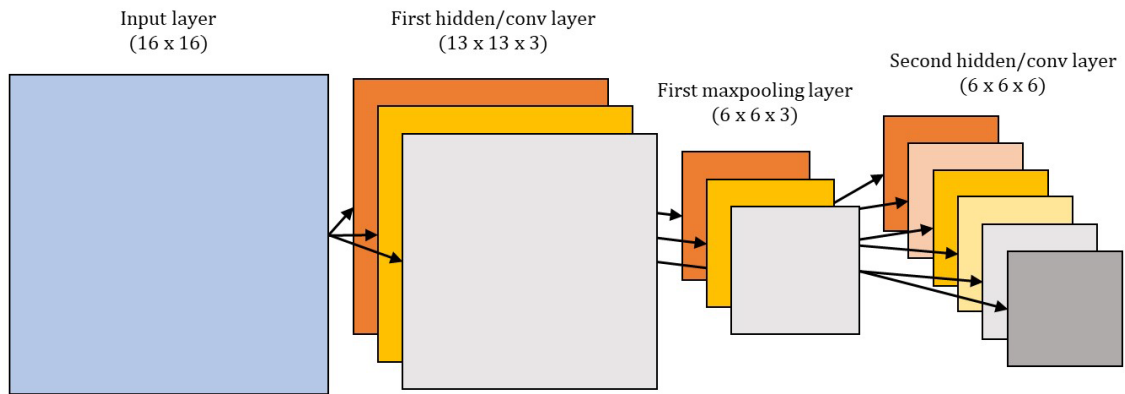 Input layer
(16 x 16)
First hidden/conv layer
(13 x 13 x 3)
First maxpooling layer
(6 x 6 x 3)
Second hidden/conv layer
(6 x 6 x 6)